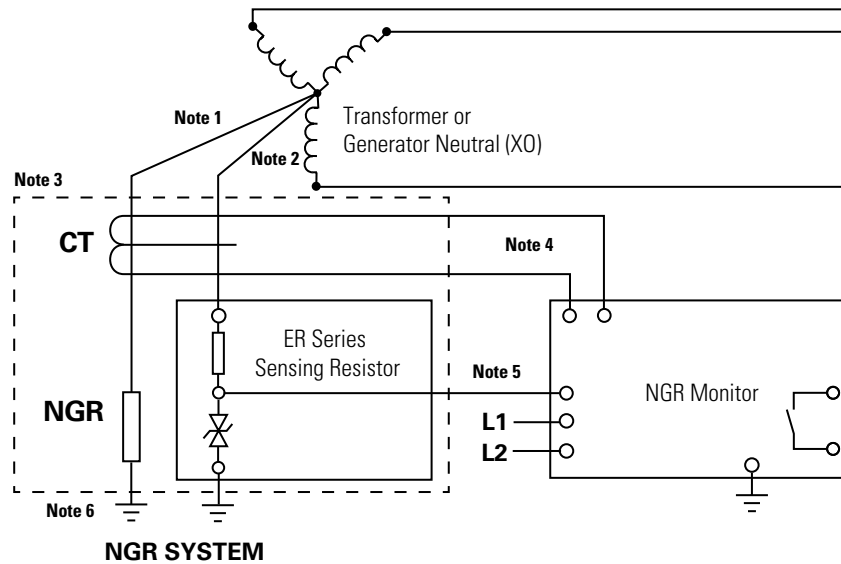 Note 1
Transformer or
Generator Neutral (X0)
Note 2
Note 3
CT
Note 4
ER Series
Sensing Resistor
Note 5
NGR Monitor
NGR
L1
L2
Note 6
NGR SYSTEM